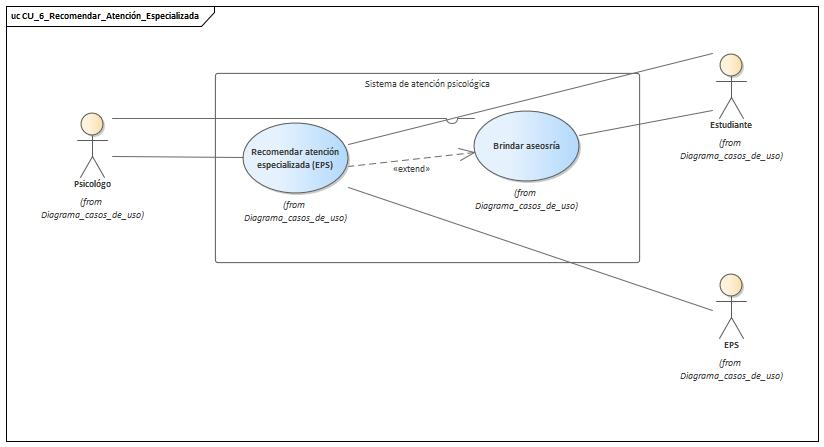 uc CU_6_Recomendar_Atención_Especializada
Sistema de atención psicológica
Psicológo
(from
Diagrama_casos_de_uso)
Recomendar atención
especializada (EPS)
(from
Diagrama_casos_de_uso)
«extend»
Brindar aseosría
(from
Diagrama_casos_de_uso)
Estudiante
(from
Diagrama_casos_de_uso)
EPS
(from
Diagrama_casos_de_uso)